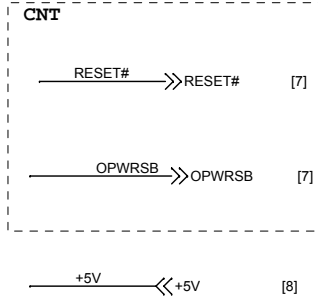 CNT
RESET# RESET# [7]
OPWRSB OPWRSB [7]
+5V +5V [8]